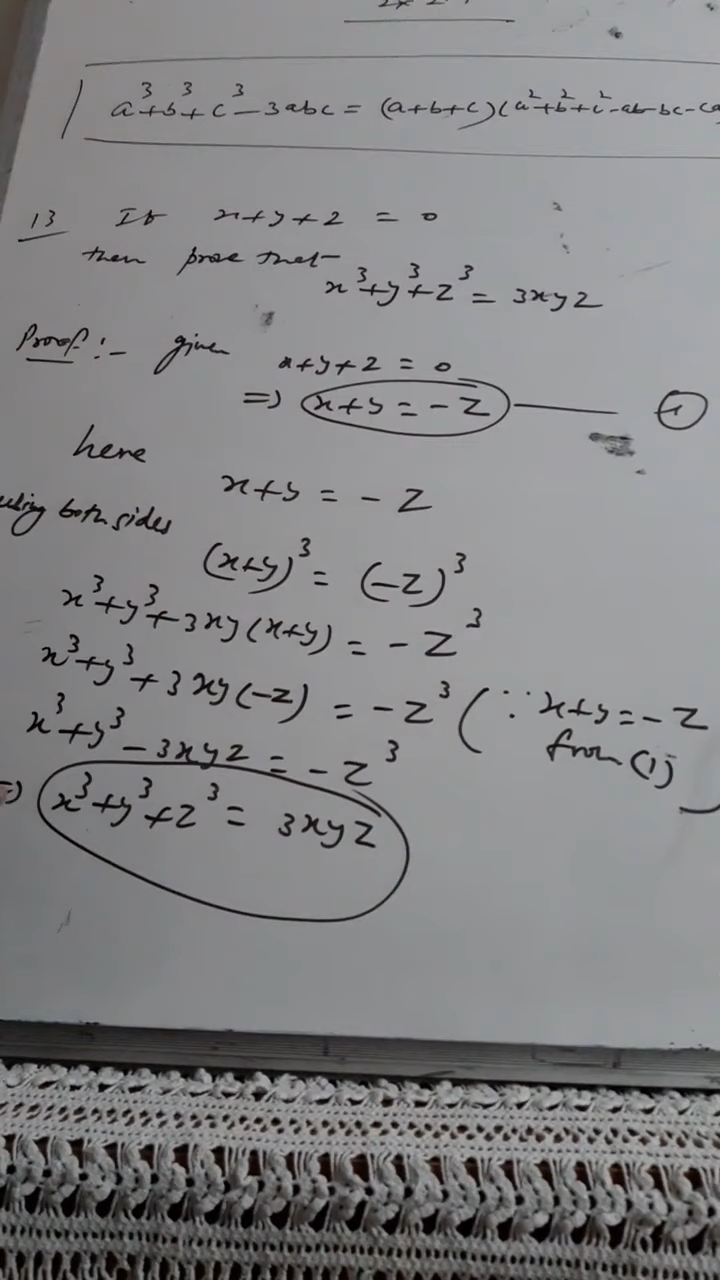 a³+b³+c³-3abc = (a+b+c)(a²+b²+c²-ab-bc-ca
13 If x+y+z = 0
then prove that
x³+y³+z³ = 3xyz
Proof:- given
x+y+z = 0
=> x+y = -z ——— 1
here
x+y = -z
both sides
(x+y)³ = (-z)³
x³+y³+3xy(x+y) = -z³
x³+y³+3xy(-z) = -z³ (∵ x+y = -z
from (1))
x³+y³-3xyz = -z³
=> x³+y³+z³ = 3xyz